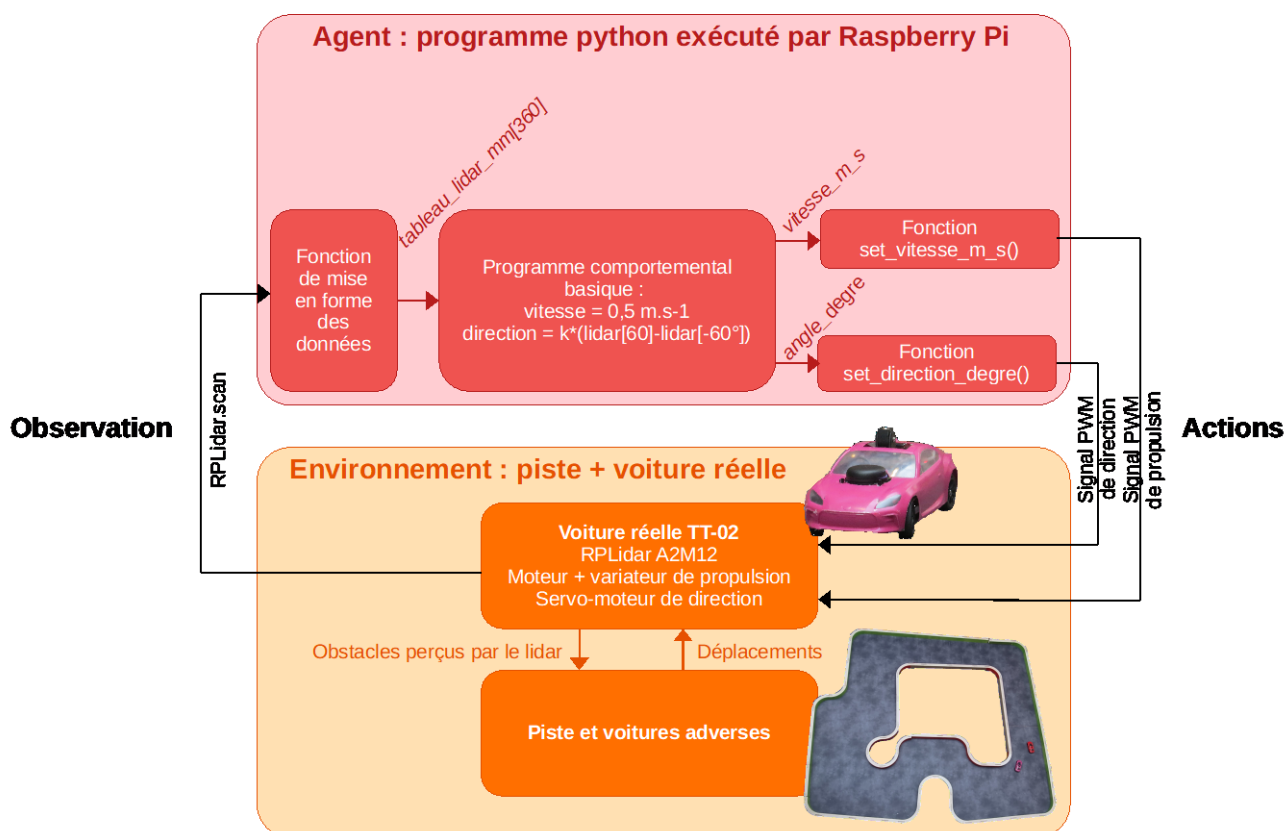 Agent : programme python exécuté par Raspberry Pi
tableau_lidar_mm[360]
vitesse_m_s
Fonction
de mise
en forme
des
données
Programme comportemental
basique :
vitesse = 0,5 m.s-1
direction = k*(lidar[60]-lidar[-60°])
Fonction
set_vitesse_m_s()
angle_degre
Fonction
set_direction_degre()
Observation
RPLidar.scan
Signal PWM
de direction
Signal PWM
de propulsion
Actions
Environnement : piste + voiture réelle
Voiture réelle TT-02
RPLidar A2M12
Moteur + variateur de propulsion
Servo-moteur de direction
Obstacles perçus par le lidar
Déplacements
Piste et voitures adverses